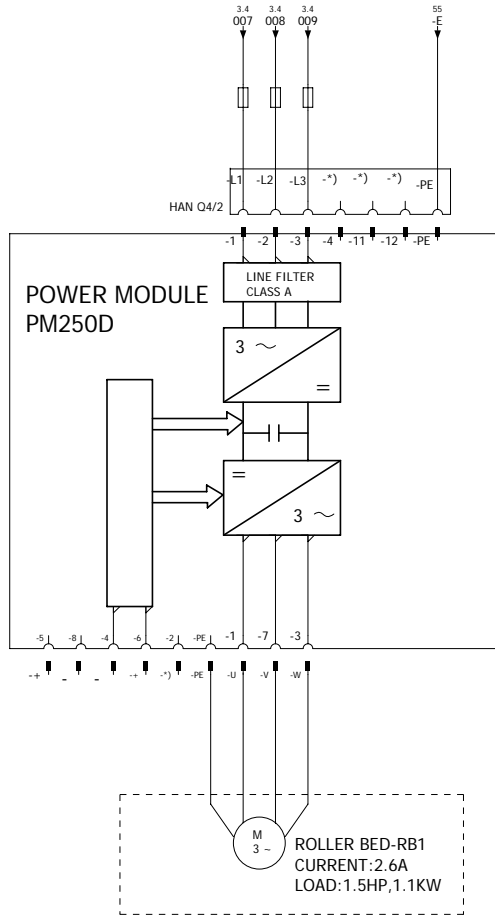 3.4 3.4 3.4 55
007 008 009 -E
-L1 -L2 -L3 -*) -*) -*) -PE
HAN Q4/2
-1 -2 -3 -4 -11 -12 -PE
LINE FILTER
CLASS A
POWER MODULE
PM250D
3 ~
=
=
3 ~
-5 -8 -4 -6 -2 -PE -1 -7 -3
-+ - - -+ -*) -PE -U -V -W
M
3 ~
ROLLER BED-RB1
CURRENT:2.6A
LOAD:1.5HP,1.1KW